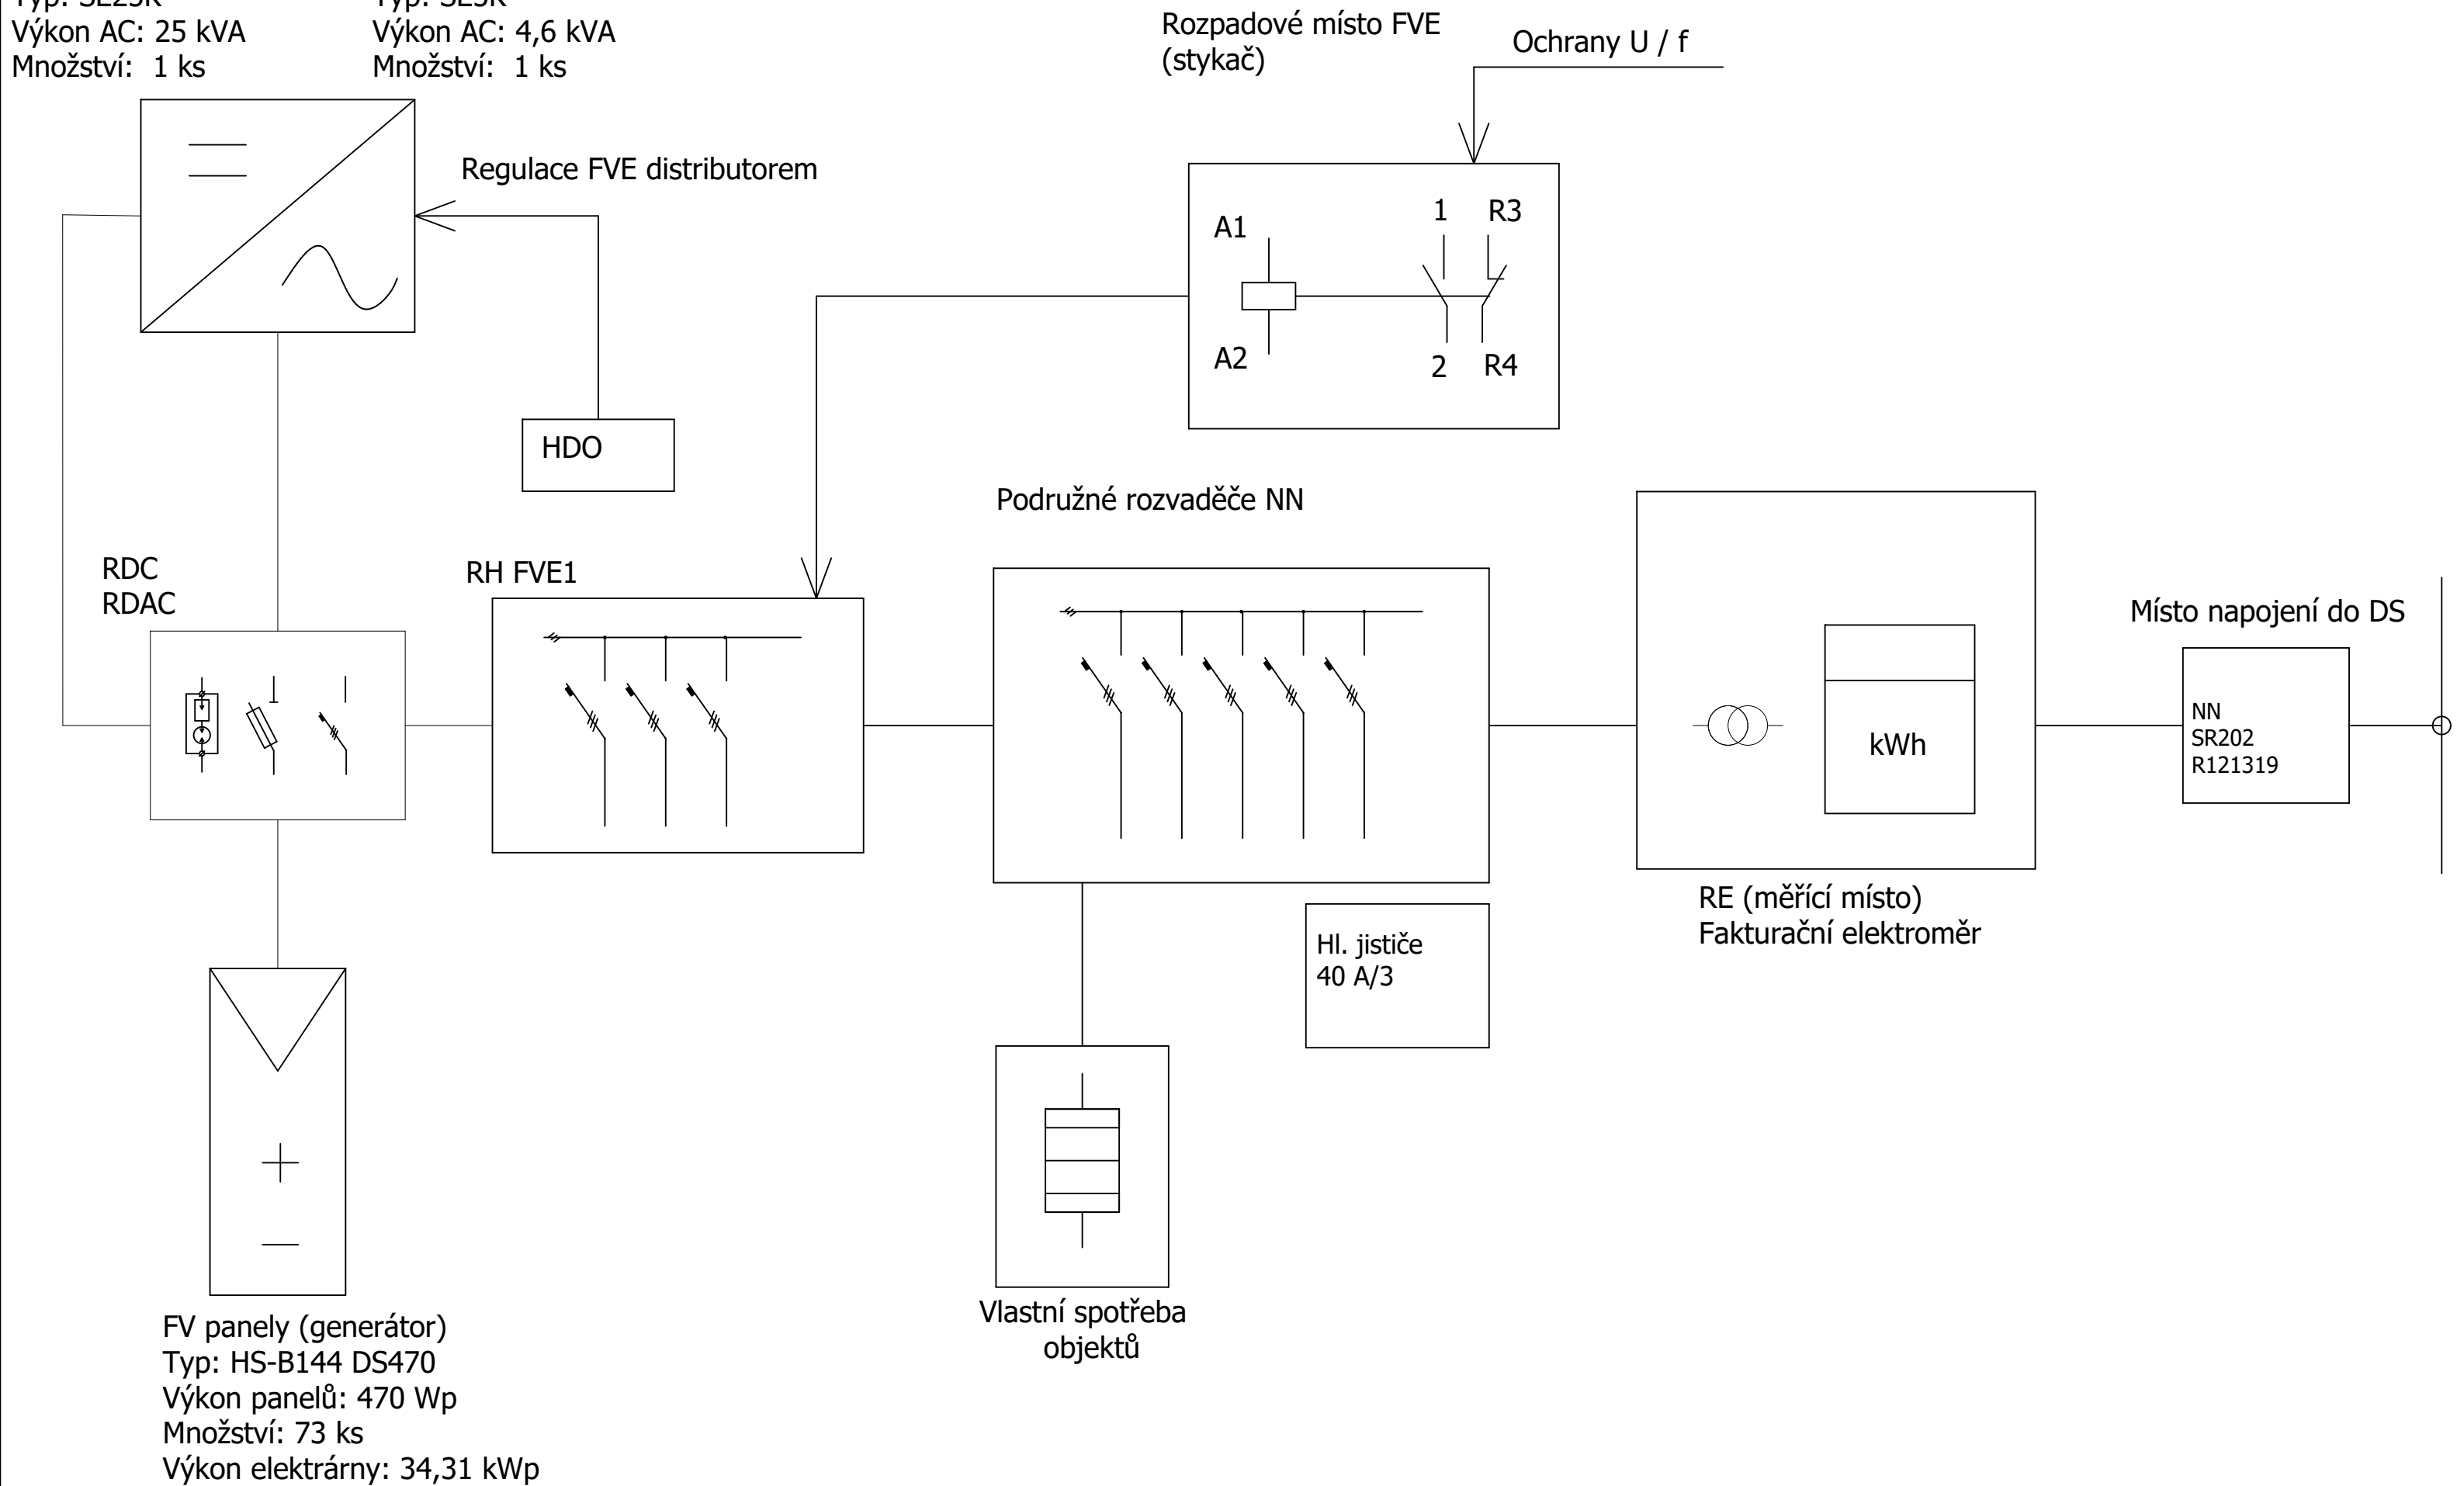 Typ: SE25K
Typ: SE5K
Výkon AC: 25 kVA
Výkon AC: 4,6 kVA
Množství: 1 ks
Množství: 1 ks
Rozpadové místo FVE
(stykač)
Ochrany U / f
Regulace FVE distributorem
A1
1
R3
A2
2
R4
HDO
Podružné rozvaděče NN
RDC
RDAC
RH FVE1
Místo napojení do DS
NN
SR202
R121319
kWh
RE (měřící místo)
Fakturační elektroměr
Hl. jističe
40 A/3
Vlastní spotřeba
objektů
FV panely (generátor)
Typ: HS-B144 DS470
Výkon panelů: 470 Wp
Množství: 73 ks
Výkon elektrárny: 34,31 kWp